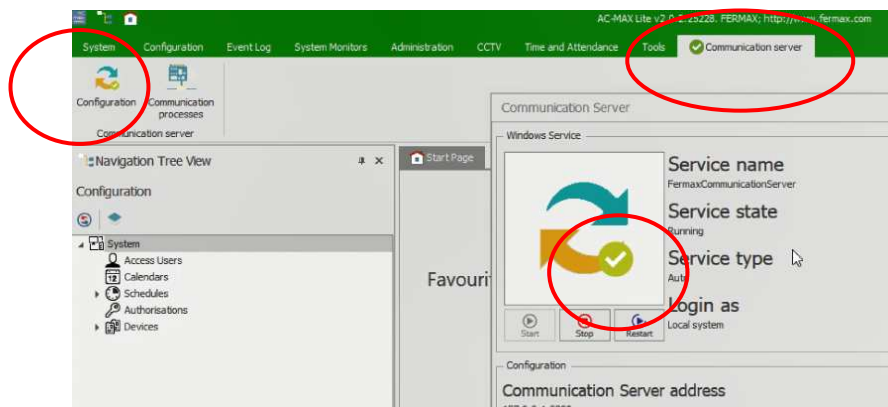 AC-MAX Lite v2.0.2.25228. FERMAX; http://www.fermax.com
System Configuration Event Log System Monitors Administration CCTV Time and Attendance Tools Communication server
Configuration Communication processes
Communication server
Communication Server
Windows Service
Navigation Tree View
Start Page
Configuration
Service name
FermaxCommunicationServer
Service state
Running
Service type
Auto
Login as
Local system
System
Access Users
12 Calendars
Schedules
Authorisations
Devices
Favouri
Start Stop Restart
Configuration
Communication Server address